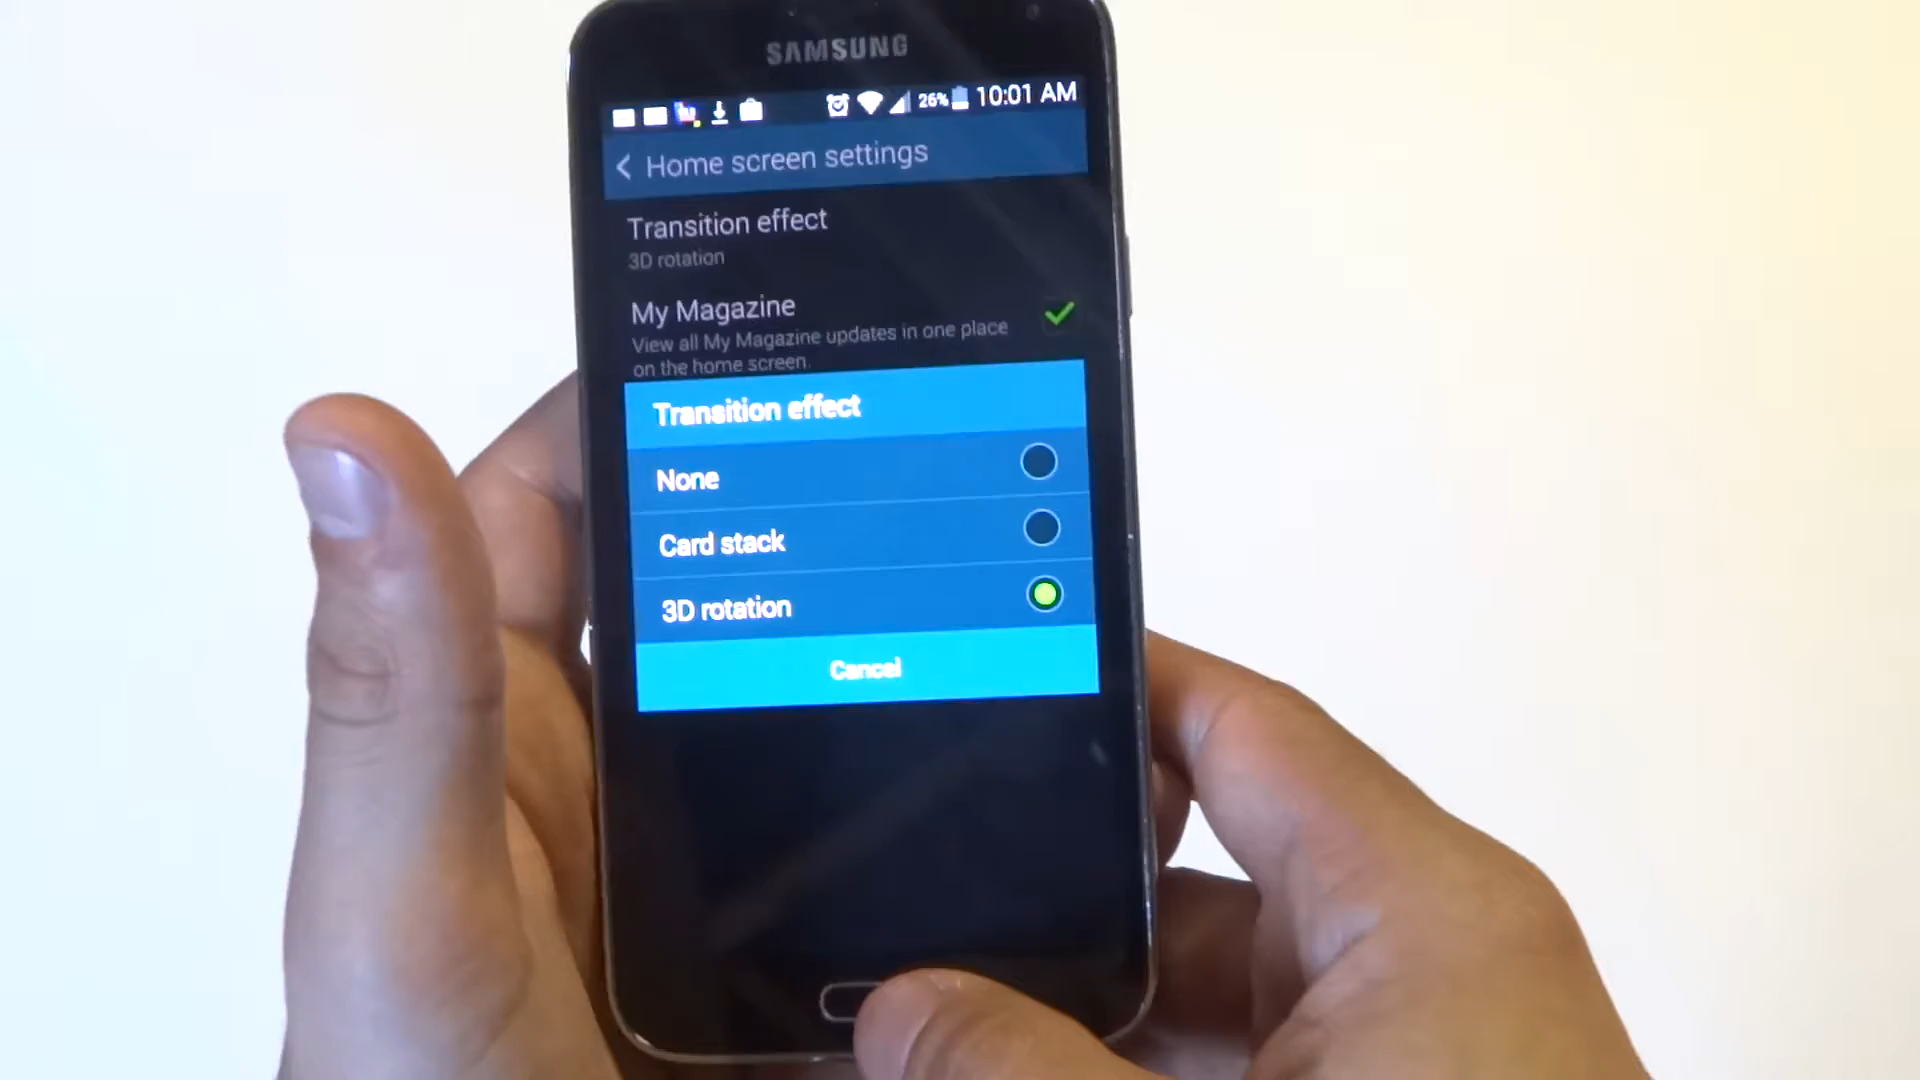 SAMSUNG
26% 10:01 AM
Home screen settings
Transition effect
3D rotation
My Magazine
View all My Magazine updates in one place
on the home screen.
Transition effect
None
Card stack
3D rotation
Cancel